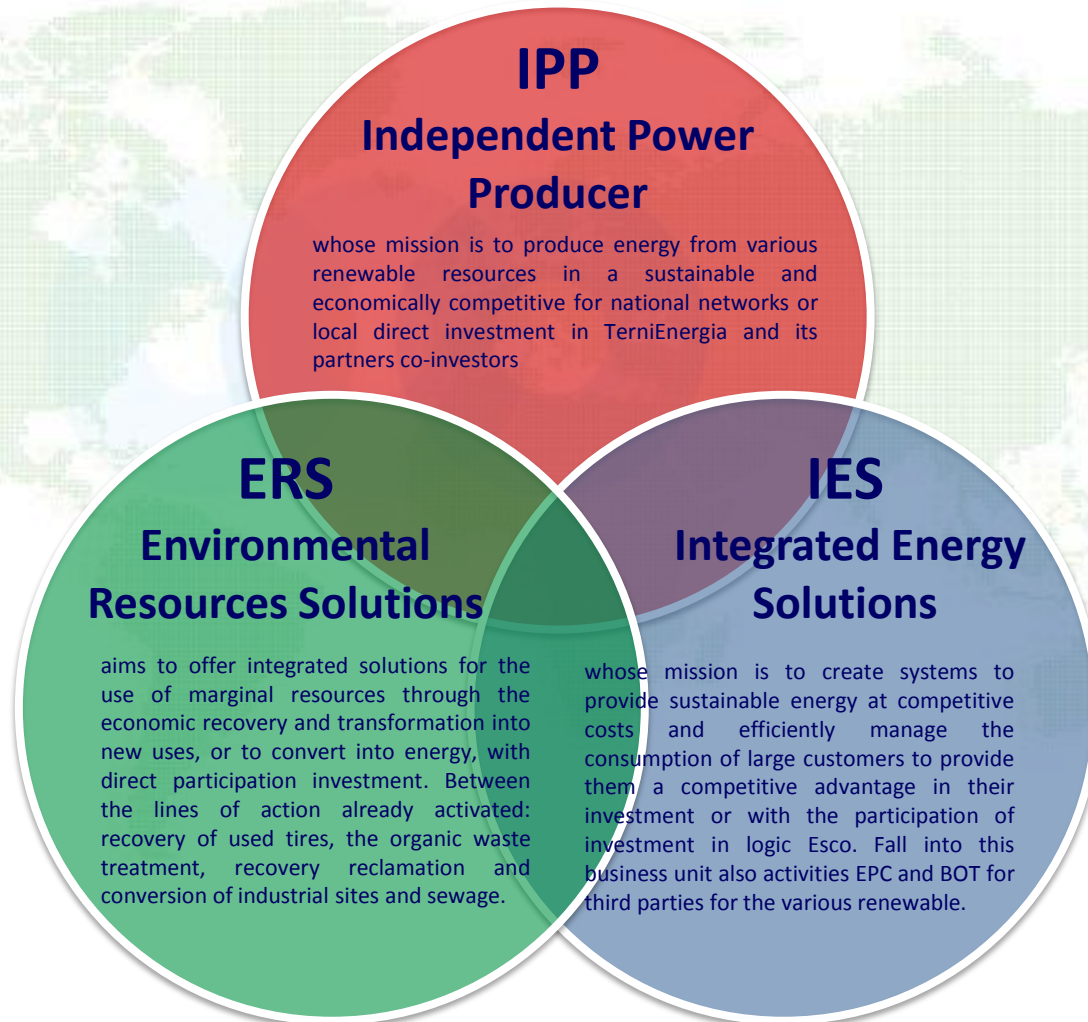 IPP
Independent Power
Producer
whose mission is to produce energy from various
renewable resources in a sustainable and
economically competitive for national networks or
local direct investment in TerniEnergia and its
partners co-investors
ERS
Environmental
Resources Solutions
aims to offer integrated solutions for the
use of marginal resources through the
economic recovery and transformation into
new uses, or to convert into energy, with
direct participation investment. Between
the lines of action already activated:
recovery of used tires, the organic waste
treatment, recovery reclamation and
conversion of industrial sites and sewage.
IES
Integrated Energy
Solutions
whose mission is to create systems to
provide sustainable energy at competitive
costs and efficiently manage the
consumption of large customers to provide
them a competitive advantage in their
investment or with the participation of
investment in logic Esco. Fall into this
business unit also activities EPC and BOT for
third parties for the various renewable.